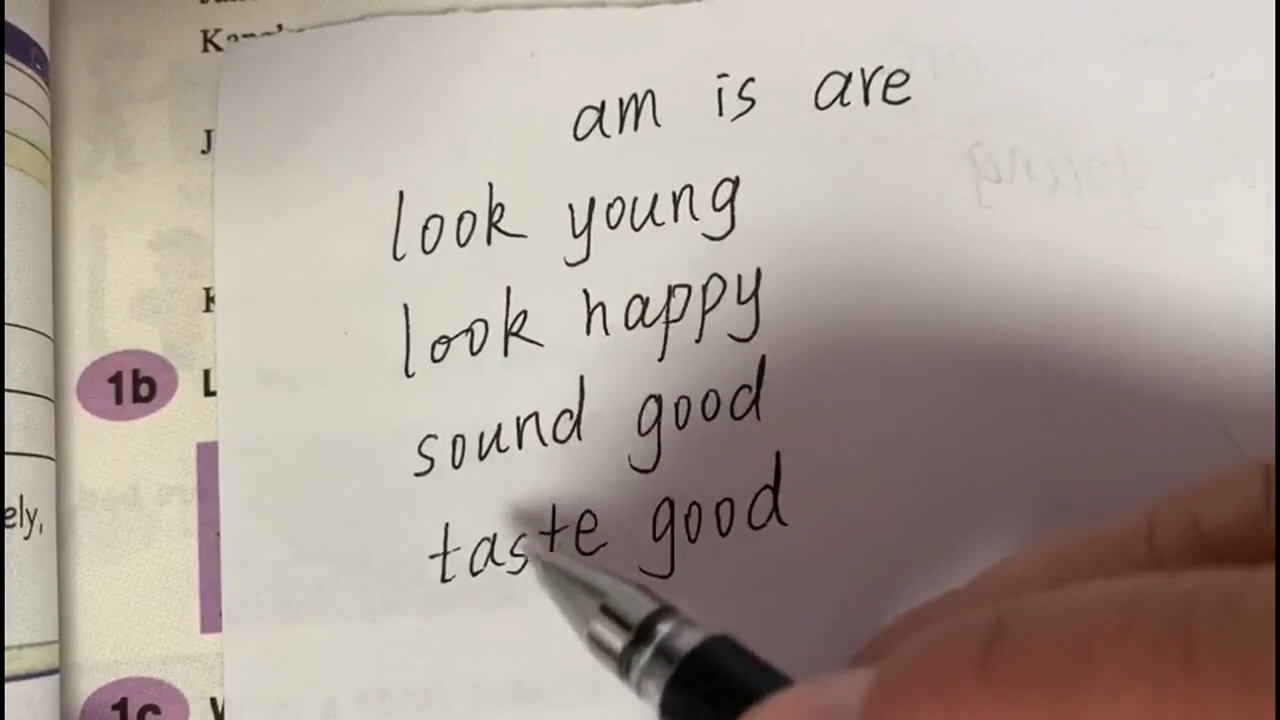 am is are
look young
look happy
sound good
taste good
1b
ely,
1c